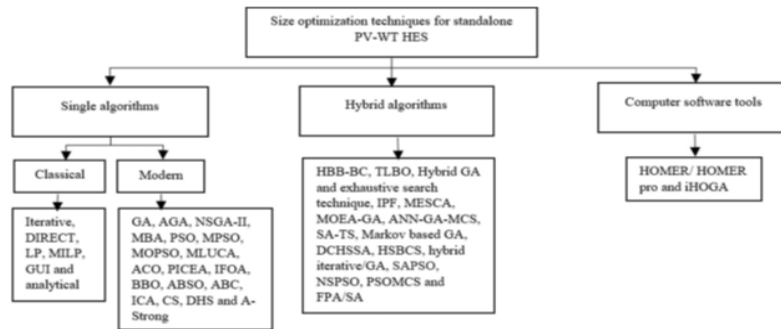 Size optimization techniques for standalone
PV-WT HES
Single algorithms
Hybrid algorithms
Computer software tools
Classical
Modern
Iterative,
DIRECT,
LP, MILP,
GUI and
analytical
GA, AGA, NSGA-II,
MBA, PSO, MPSO,
MOPSO, MLUCA,
ACO, PICEA, IFOA,
BBO, ABSO, ABC,
ICA, CS, DHS and A-
Strong
HBB-BC, TLBO, Hybrid GA
and exhaustive search
technique, IPF, MESCA,
MOEA-GA, ANN-GA-MCS,
SA-TS, Markov based GA,
DCHSSA, HSBCS, hybrid
iterative/GA, SAPSO,
NSPSO, PSOMCS and
FPA/SA
HOMER/ HOMER
pro and iHOGA